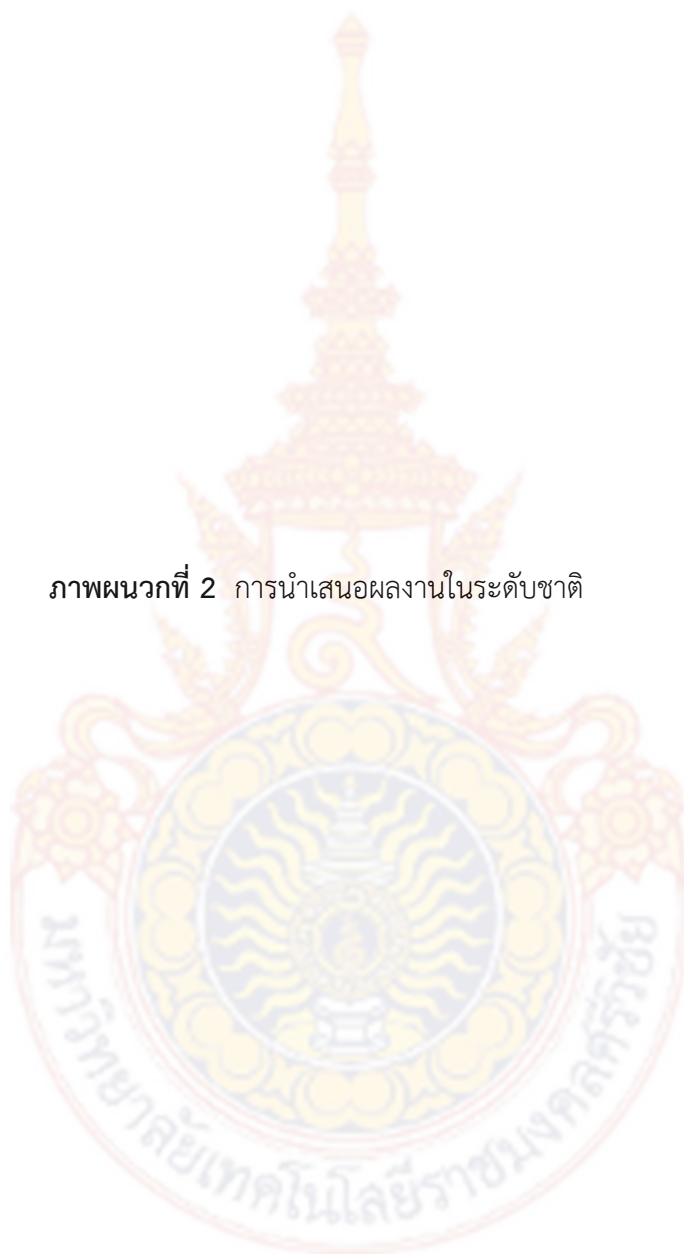 ภาพผนวกที่ 2 การนำเสนอผลงานในระดับชาติ
มหาวิทยาลัยเทคโนโลยีราชมงคลศรีวิชัย